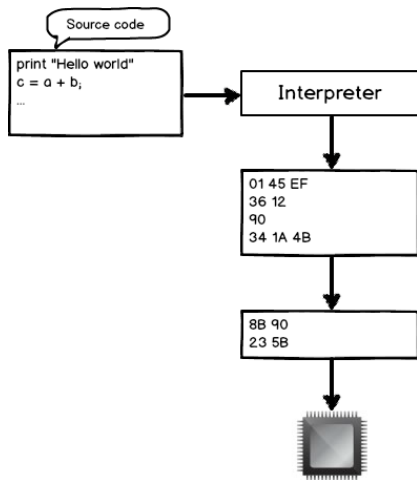 Source code
print "Hello world"
c = a + b;
...
Interpreter
01 45 EF
36 12
90
34 1A 4B
8B 90
23 5B